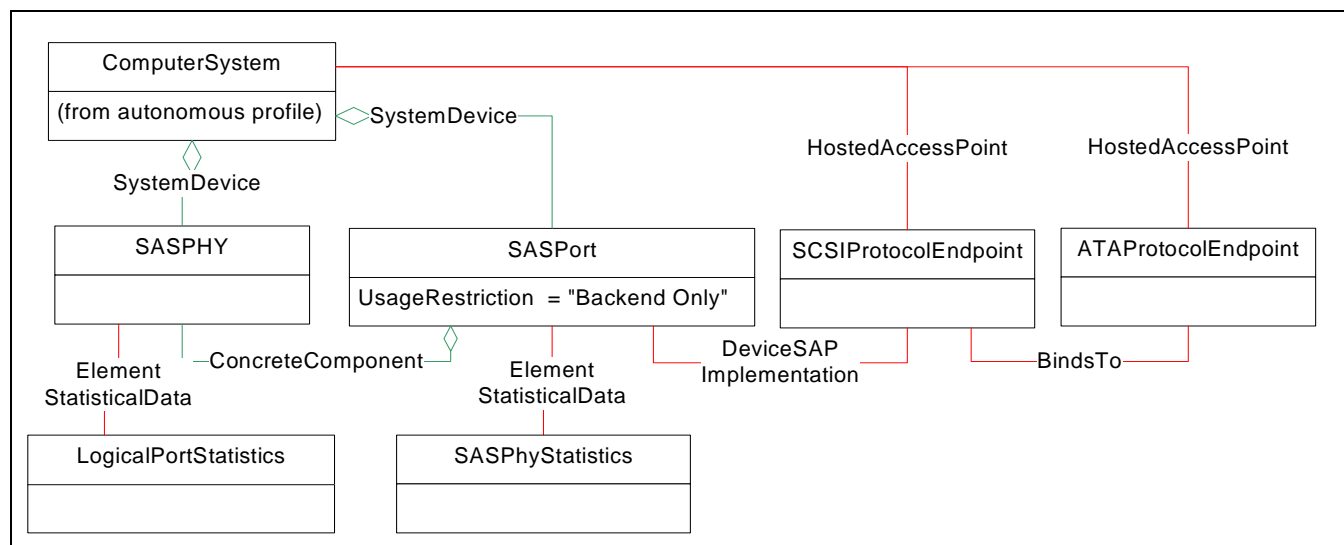 ComputerSystem
(from autonomous profile)
SystemDevice
SystemDevice
HostedAccessPoint
HostedAccessPoint
SASPHY
SASPort
UsageRestriction = "Backend Only"
SCSIProtocolEndpoint
ATAProtocolEndpoint
ConcreteComponent
DeviceSAP
Implementation
BindsTo
Element
StatisticalData
Element
StatisticalData
LogicalPortStatistics
SASPhyStatistics